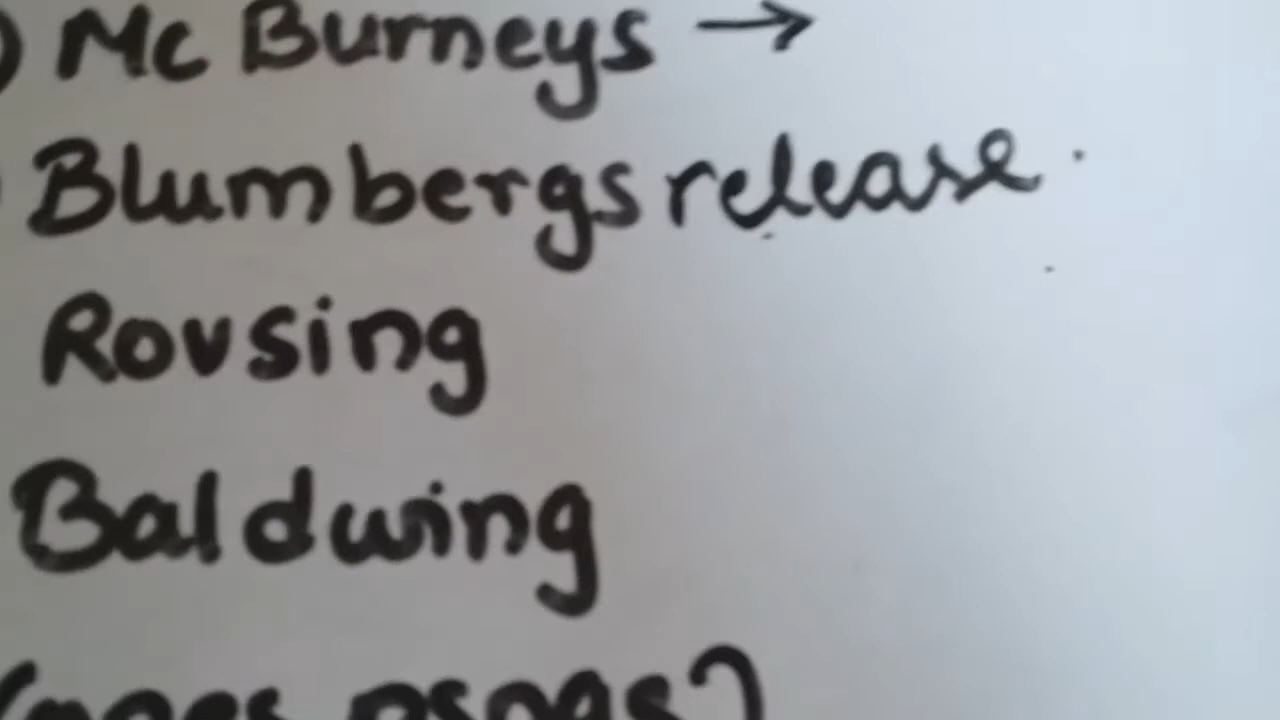 Mc Burneys →
Blumbergs release.
Rovsing
Baldwing